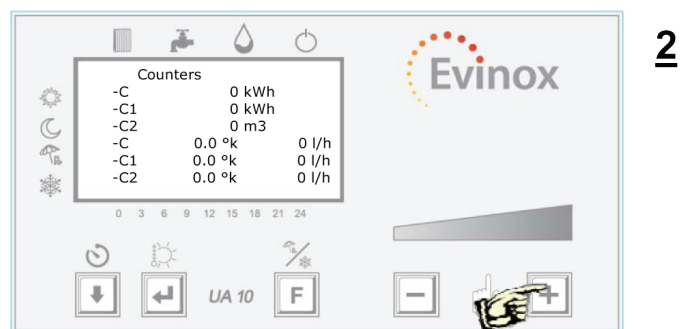 2
Evinox
Counters
-C 0 kWh
-C1 0 kWh
-C2 0 m3
-C 0.0 °k 0 l/h
-C1 0.0 °k 0 l/h
-C2 0.0 °k 0 l/h
0 3 6 9 12 15 18 21 24
UA 10 F